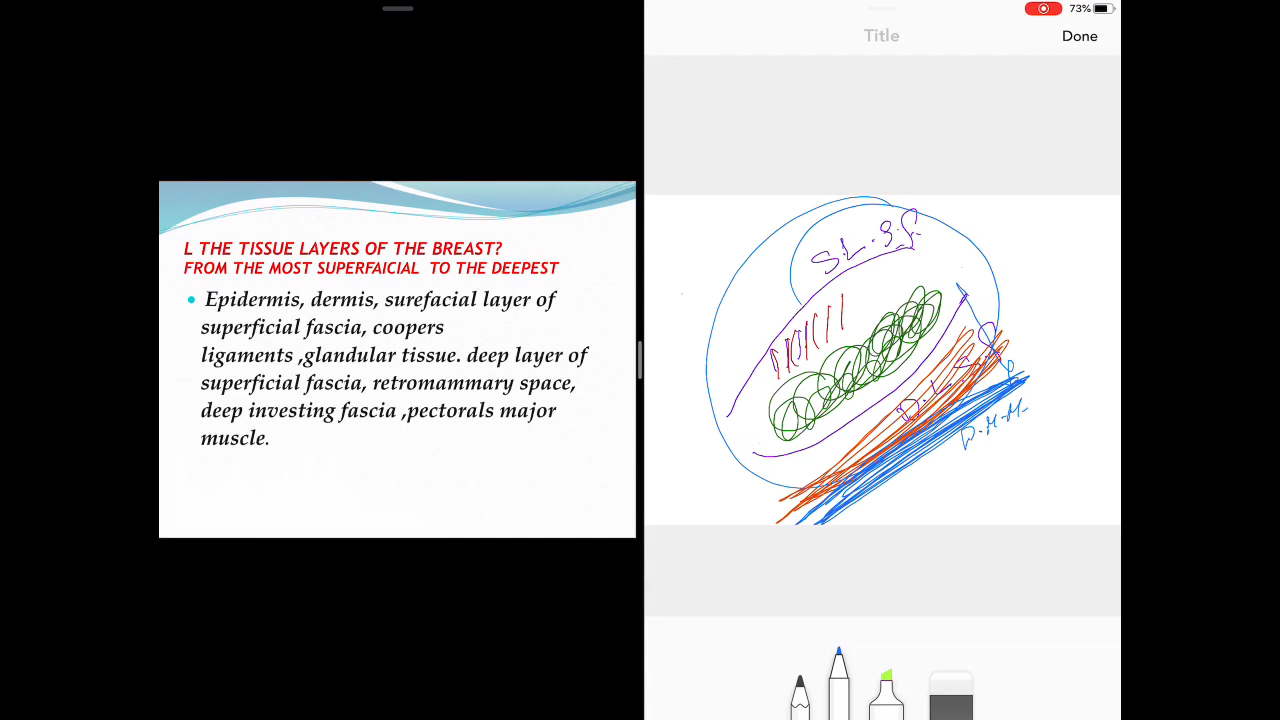 L THE TISSUE LAYERS OF THE BREAST?
FROM THE MOST SUPERFAICIAL TO THE DEEPEST
• Epidermis, dermis, surefacial layer of
superficial fascia, coopers
ligaments ,glandular tissue. deep layer of
superficial fascia, retromammary space,
deep investing fascia ,pectorals major
muscle.
73%
Title
Done
S.L.S.F.